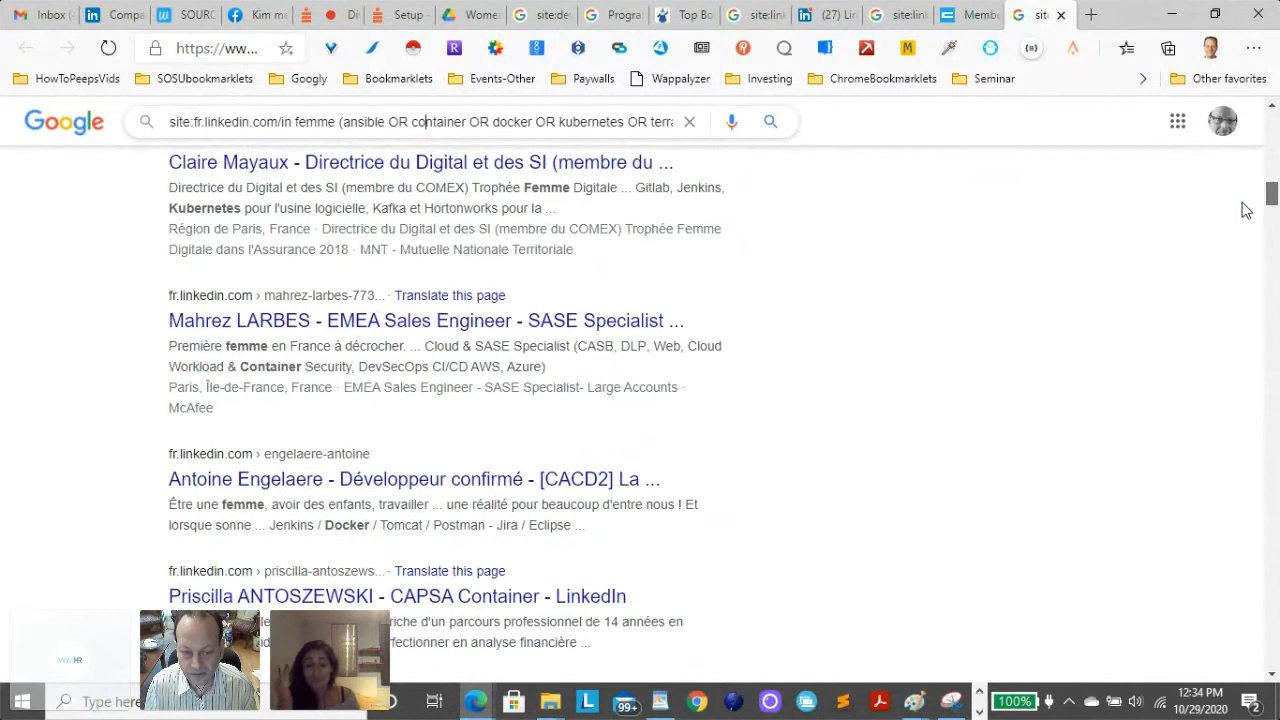 Inbox
Compa
SOURC
Kim me
Di
Setup
Wome
site:des
Progra
Top Bo
site:link
(27) Li
site:link
Memb
site:l
https://ww...
HowToPeepsVids
SOSUbookmarklets
Googly
Bookmarklets
Events-Other
Paywalls
Wappalyzer
Investing
ChromeBookmarklets
Seminar
Other favorites
Google
site:fr.linkedin.com/in femme (ansible OR container OR docker OR kubernetes OR terra
Claire Mayaux - Directrice du Digital et des SI (membre du ...
Directrice du Digital et des SI (membre du COMEX) Trophée Femme Digitale ... Gitlab, Jenkins,
Kubernetes pour l'usine logicielle, Kafka et Hortonworks pour la ...
Région de Paris, France · Directrice du Digital et des SI (membre du COMEX) Trophée Femme
Digitale dans l'Assurance 2018 · MNT - Mutuelle Nationale Territoriale
fr.linkedin.com › mahrez-larbes-773... · Translate this page
Mahrez LARBES - EMEA Sales Engineer - SASE Specialist ...
Première femme en France à décrocher. ... Cloud & SASE Specialist (CASB, DLP, Web, Cloud
Workload & Container Security, DevSecOps CI/CD AWS, Azure)
Paris, Île-de-France, France · EMEA Sales Engineer - SASE Specialist- Large Accounts ·
McAfee
fr.linkedin.com › engelaere-antoine
Antoine Engelaere - Développeur confirmé - [CACD2] La ...
Être une femme, avoir des enfants, travailler ... une réalité pour beaucoup d'entre nous ! Et
lorsque sonne ... Jenkins / Docker / Tomcat / Postman - Jira / Eclipse ...
fr.linkedin.com › priscilla-antoszews... · Translate this page
Priscilla ANTOSZEWSKI - CAPSA Container - LinkedIn
riche d'un parcours professionnel de 14 années en
rfectionner en analyse financière ...
Type here
99+
100%
12:34 PM
10/29/2020
2